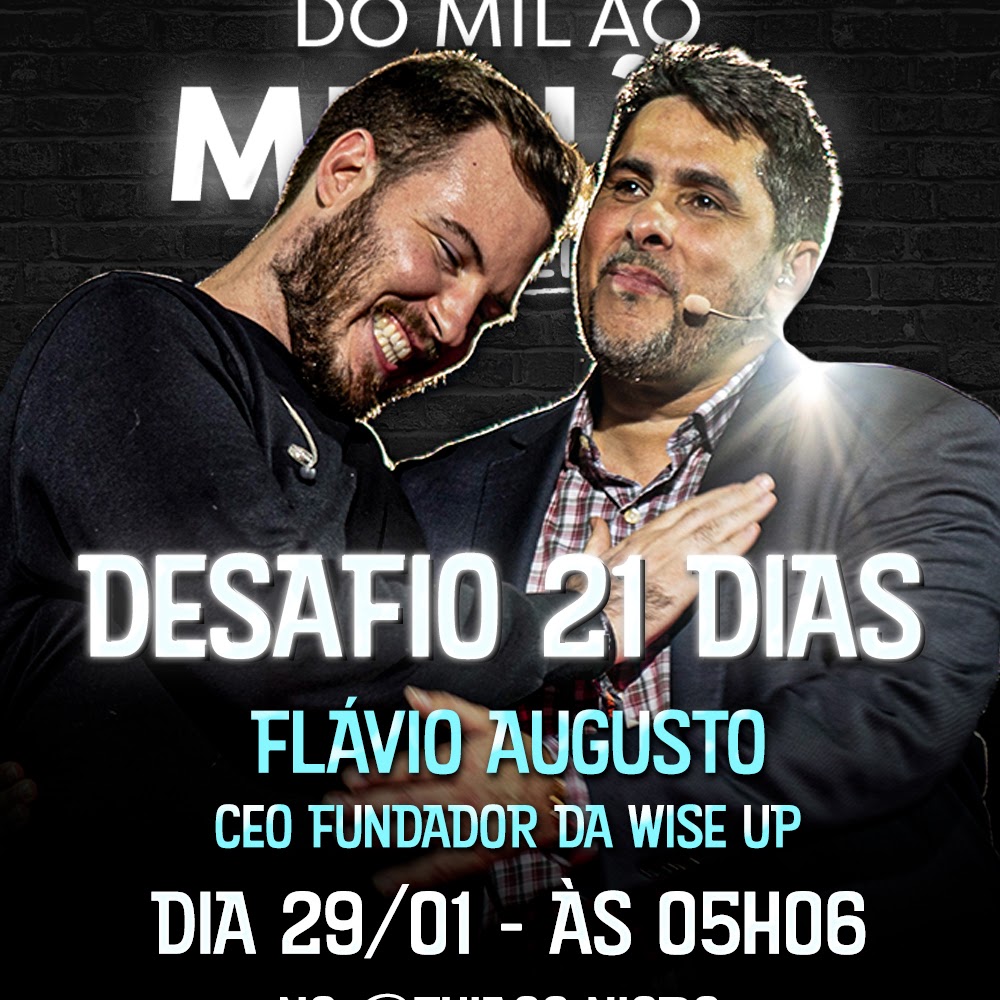 DO MIL AO
DESAFIO 21 DIAS
FLÁVIO AUGUSTO
CEO FUNDADOR DA WISE UP
DIA 29/01 - ÀS 05H06